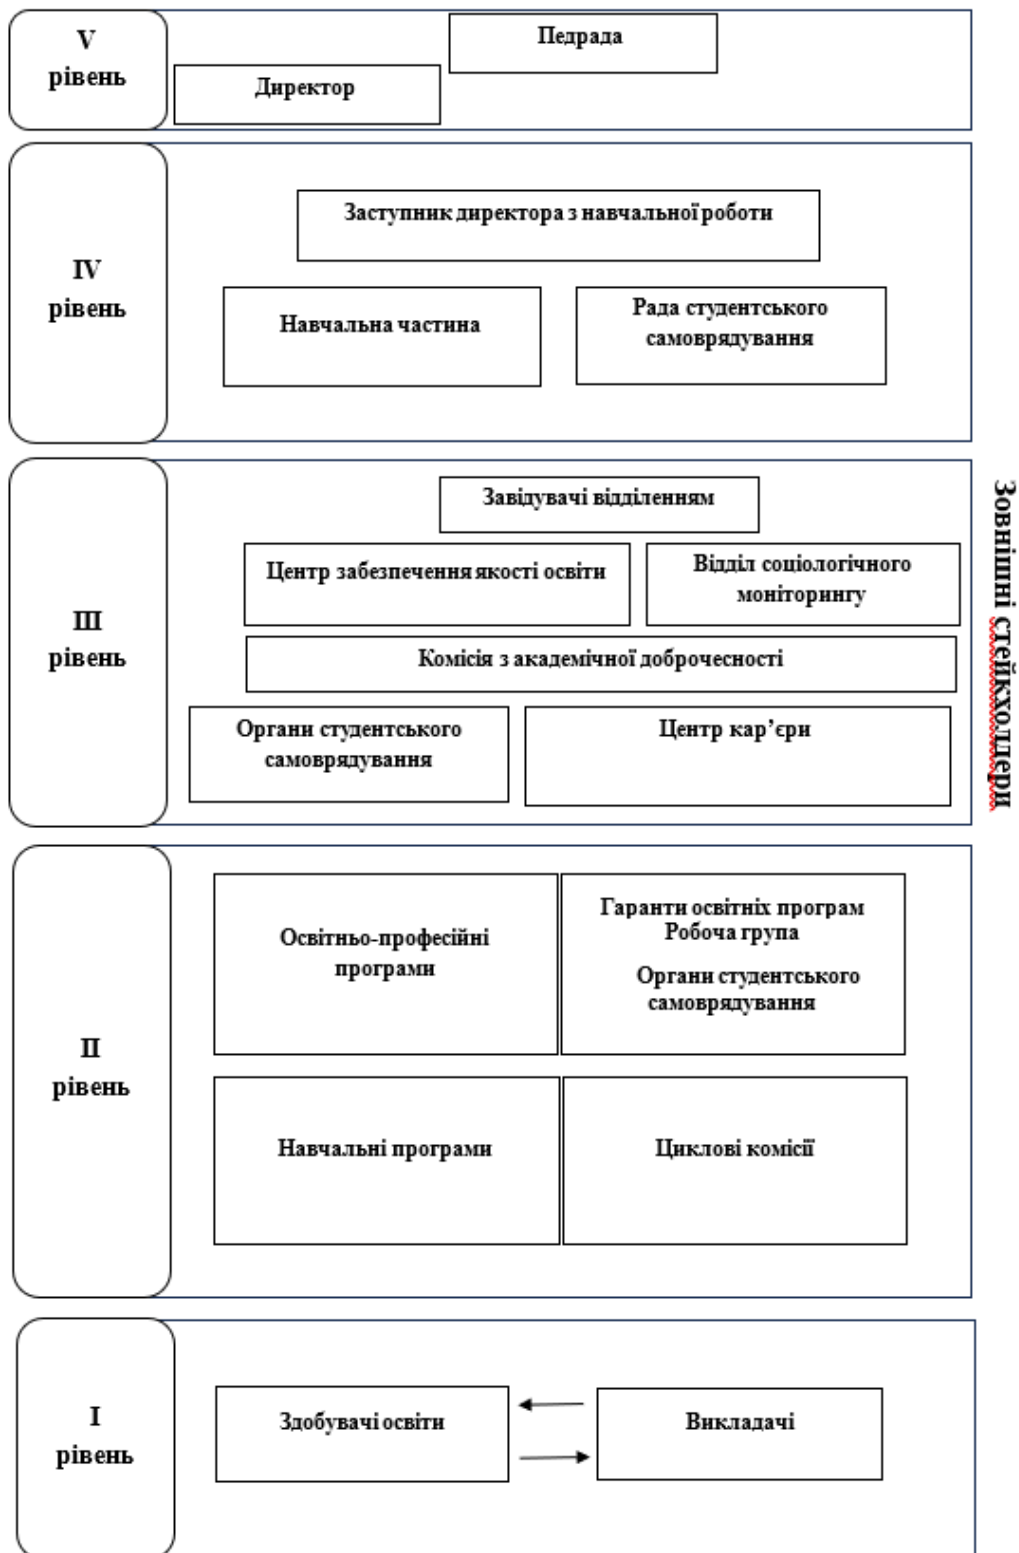 V
рівень
Педрада
Директор
IV
рівень
Заступник директора з навчальної роботи
Навчальна частина
Рада студентського
самоврядування
III
рівень
Завідувачі відділенням
Центр забезпечення якості освіти
Відділ соціологічного
моніторингу
Комісія з академічної доброчесності
Органи студентського
самоврядування
Центр кар’єри
Зовнішні стейкхолдери
II
рівень
Освітньо-професійні
програми
Гаранти освітніх програм
Робоча група
Органи студентського
самоврядування
Навчальні програми
Циклові комісії
I
рівень
Здобувачі освіти
Викладачі